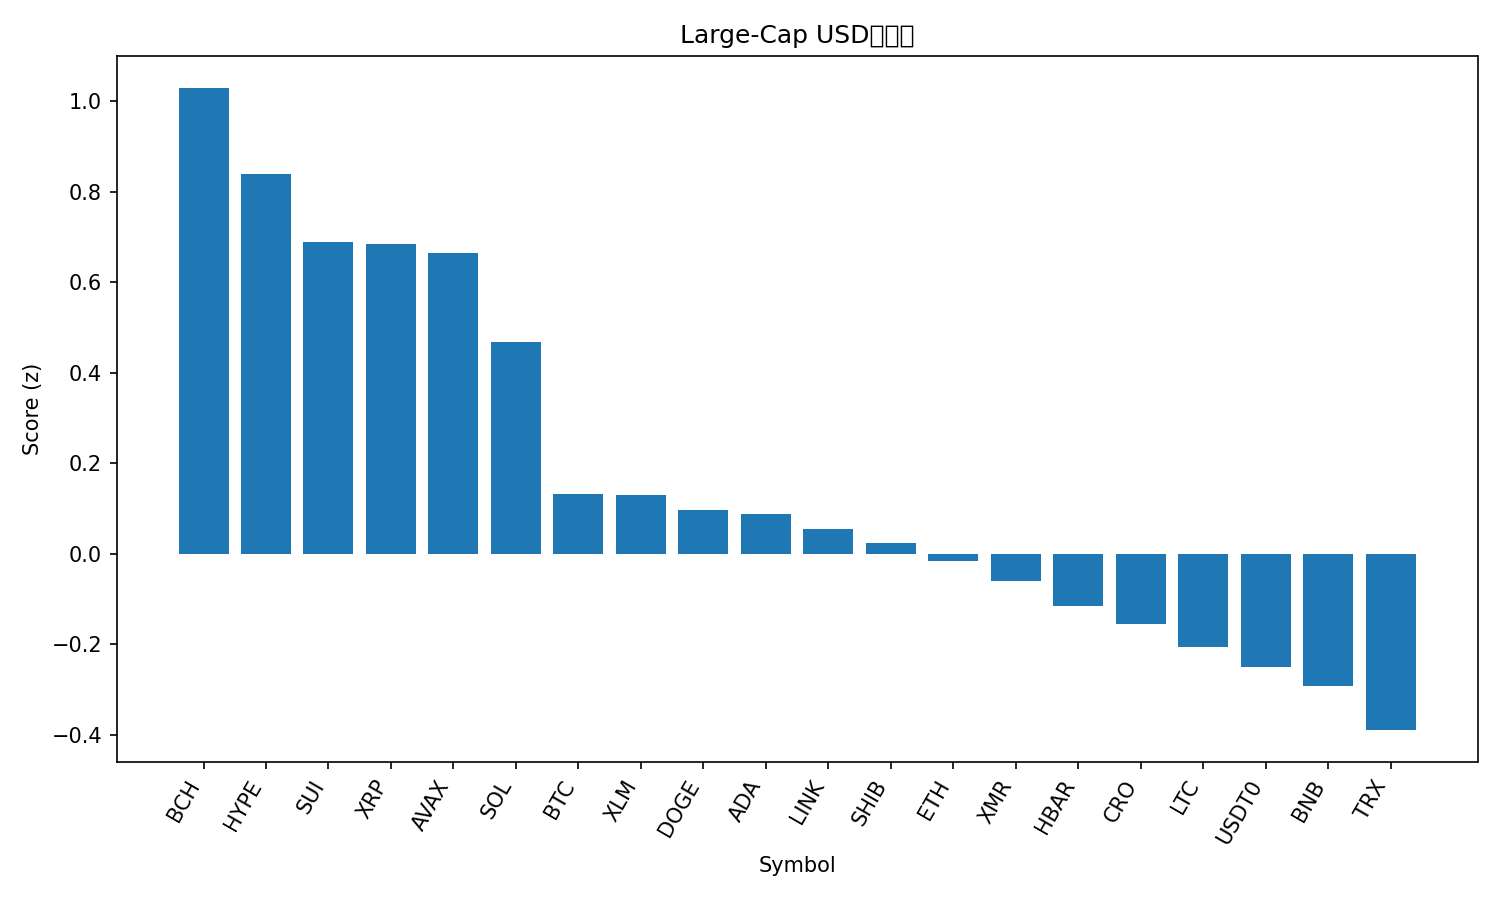 Large-Cap USD
Score (z)
1.0
0.8
0.6
0.4
0.2
0.0
−0.2
−0.4
BCH
HYPE
SUI
XRP
AVAX
SOL
BTC
XLM
DOGE
ADA
LINK
SHIB
ETH
XMR
HBAR
CRO
LTC
USDT0
BNB
TRX
Symbol